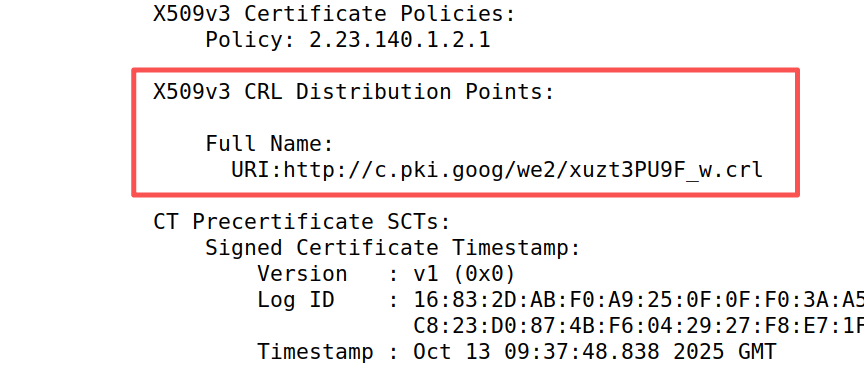 X509v3 Certificate Policies:
Policy: 2.23.140.1.2.1
X509v3 CRL Distribution Points:
Full Name:
URI:http://c.pki.goog/we2/xuzt3PU9F_w.crl
CT Precertificate SCTs:
Signed Certificate Timestamp:
Version   : v1 (0x0)
Log ID    : 16:83:2D:AB:F0:A9:25:0F:0F:F0:3A:A5
C8:23:D0:87:4B:F6:04:29:27:F8:E7:1F
Timestamp : Oct 13 09:37:48.838 2025 GMT